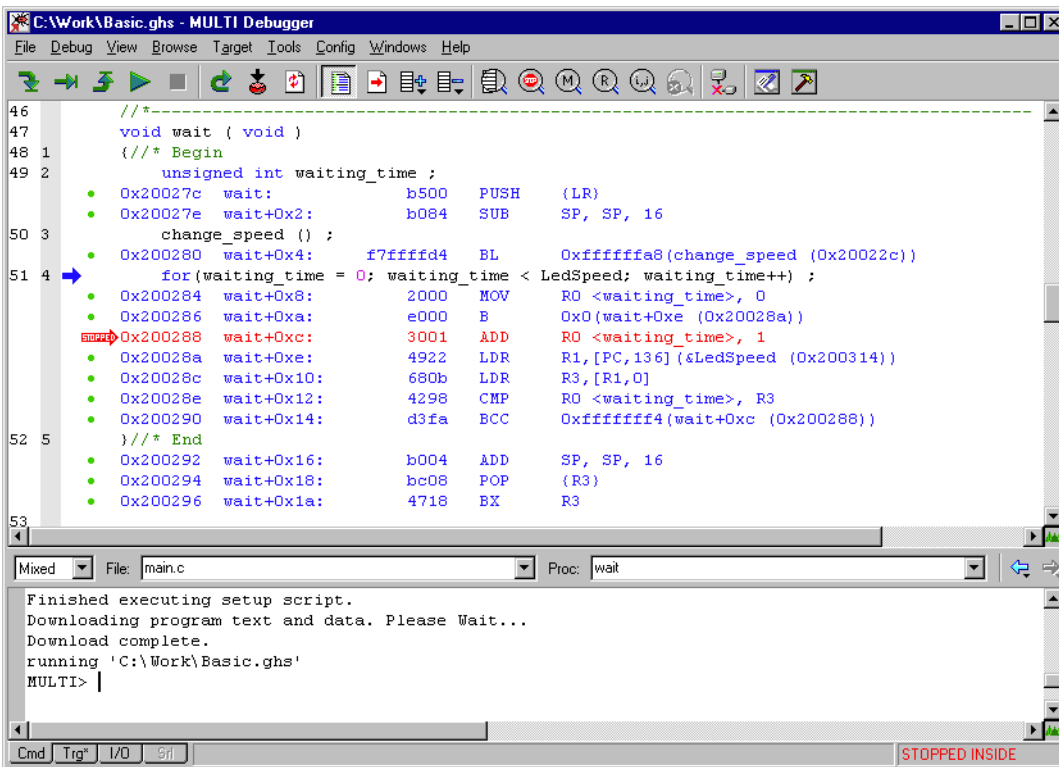 C:\Work\Basic.ghs - MULTI Debugger
File Debug View Browse Target Tools Config Windows Help
46 //*--------------------------------------------------------------------------------
47 void wait ( void )
48 1 {//* Begin
49 2 unsigned int waiting_time ;
0x20027c wait: b500 PUSH {LR}
0x20027e wait+0x2: b084 SUB SP, SP, 16
50 3 change_speed () ;
0x200280 wait+0x4: f7ffffd4 BL 0xffffffa8(change_speed (0x20022c))
51 4 for(waiting_time = 0; waiting_time < LedSpeed; waiting_time++) ;
0x200284 wait+0x8: 2000 MOV R0 <waiting_time>, 0
0x200286 wait+0xa: e000 B 0x0(wait+0xe (0x20028a))
STOPPED 0x200288 wait+0xc: 3001 ADD R0 <waiting_time>, 1
0x20028a wait+0xe: 4922 LDR R1,[PC,136](&LedSpeed (0x200314))
0x20028c wait+0x10: 680b LDR R3,[R1,0]
0x20028e wait+0x12: 4298 CMP R0 <waiting_time>, R3
0x200290 wait+0x14: d3fa BCC 0xfffffff4(wait+0xc (0x200288))
52 5 }//* End
0x200292 wait+0x16: b004 ADD SP, SP, 16
0x200294 wait+0x18: bc08 POP {R3}
0x200296 wait+0x1a: 4718 BX R3
53
Mixed File: main.c Proc: wait
Finished executing setup script.
Downloading program text and data. Please Wait...
Download complete.
running 'C:\Work\Basic.ghs'
MULTI>
Cmd Trg* I/O Srl STOPPED INSIDE